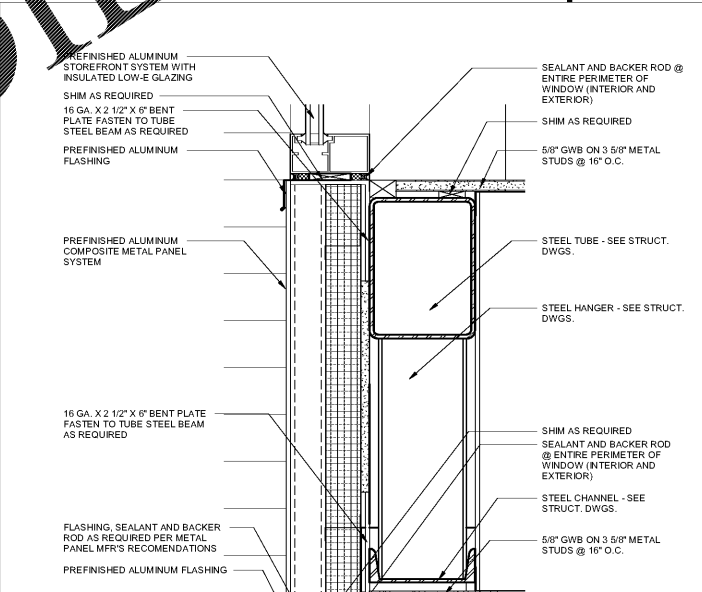 PREFINISHED ALUMINUM
STOREFRONT SYSTEM WITH
INSULATED LOW-E GLAZING
SHIM AS REQUIRED
16 GA. X 2 1/2" X 6" BENT
PLATE FASTEN TO TUBE
STEEL BEAM AS REQUIRED
PREFINISHED ALUMINUM
FLASHING
PREFINISHED ALUMINUM
COMPOSITE METAL PANEL
SYSTEM
16 GA. X 2 1/2" X 6" BENT PLATE
FASTEN TO TUBE STEEL BEAM
AS REQUIRED
FLASHING, SEALANT AND BACKER
ROD AS REQUIRED PER METAL
PANEL MFR'S RECOMENDATIONS
PREFINISHED ALUMINUM FLASHING
SEALANT AND BACKER ROD @
ENTIRE PERIMETER OF
WINDOW (INTERIOR AND
EXTERIOR)
SHIM AS REQUIRED
5/8" GWB ON 3 5/8" METAL
STUDS @ 16" O.C.
STEEL TUBE - SEE STRUCT.
DWGS.
STEEL HANGER - SEE STRUCT.
DWGS.
SHIM AS REQUIRED
SEALANT AND BACKER ROD
@ ENTIRE PERIMETER OF
WINDOW (INTERIOR AND
EXTERIOR)
STEEL CHANNEL - SEE
STRUCT. DWGS.
5/8" GWB ON 3 5/8" METAL
STUDS @ 16" O.C.